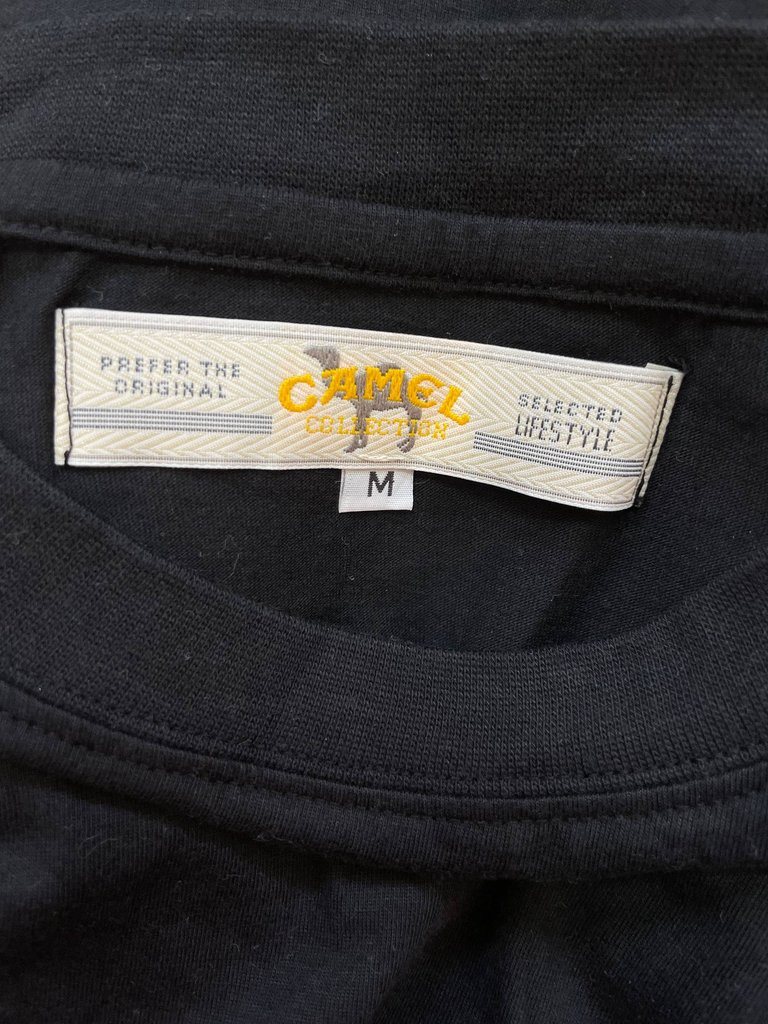 PREFER THE
ORIGINAL
CAMEL
COLLECTION
SELECTED
LIFESTYLE
M